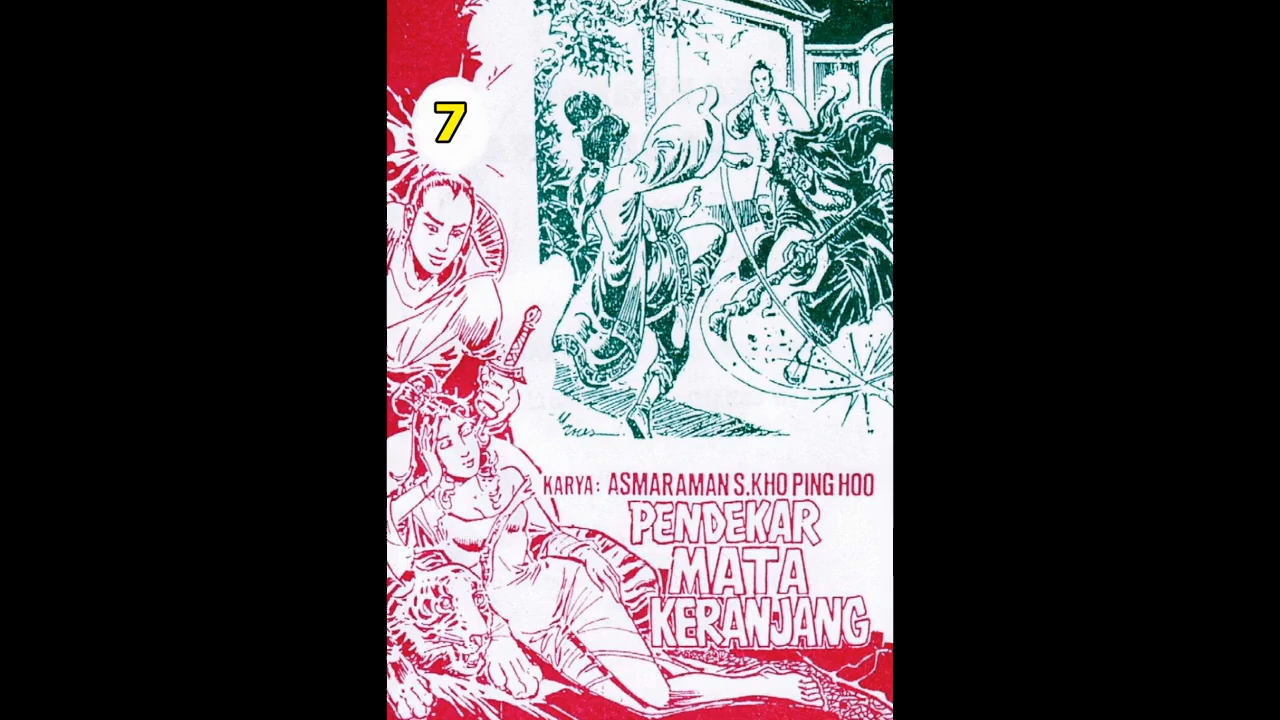 7
KARYA: ASMARAMAN S.KHO PING HOO
PENDEKAR
MATA
KERANJANG